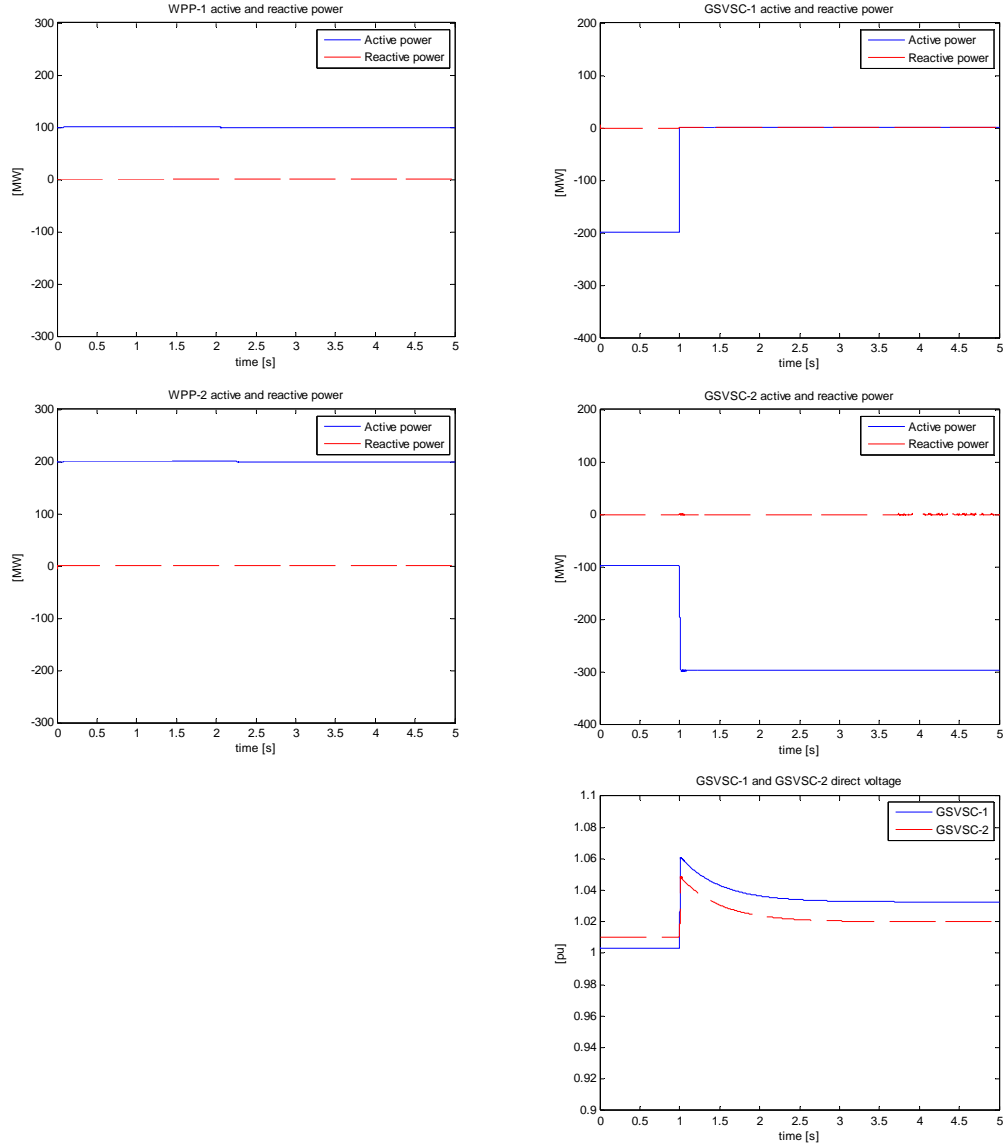 WPP-1 active and reactive power
300
200
100
0
-100
-200
-300
[MW]
Active power
Reactive power
0 0.5 1 1.5 2 2.5 3 3.5 4 4.5 5
time [s]
GSVSC-1 active and reactive power
200
100
0
-100
-200
-300
-400
[MW]
Active power
Reactive power
0 0.5 1 1.5 2 2.5 3 3.5 4 4.5 5
time [s]
WPP-2 active and reactive power
300
200
100
0
-100
-200
-300
[MW]
Active power
Reactive power
0 0.5 1 1.5 2 2.5 3 3.5 4 4.5 5
time [s]
GSVSC-2 active and reactive power
200
100
0
-100
-200
-300
-400
[MW]
Active power
Reactive power
0 0.5 1 1.5 2 2.5 3 3.5 4 4.5 5
time [s]
GSVSC-1 and GSVSC-2 direct voltage
1.1
1.08
1.06
1.04
1.02
1
0.98
0.96
0.94
0.92
0.9
[pu]
GSVSC-1
GSVSC-2
0 0.5 1 1.5 2 2.5 3 3.5 4 4.5 5
time [s]